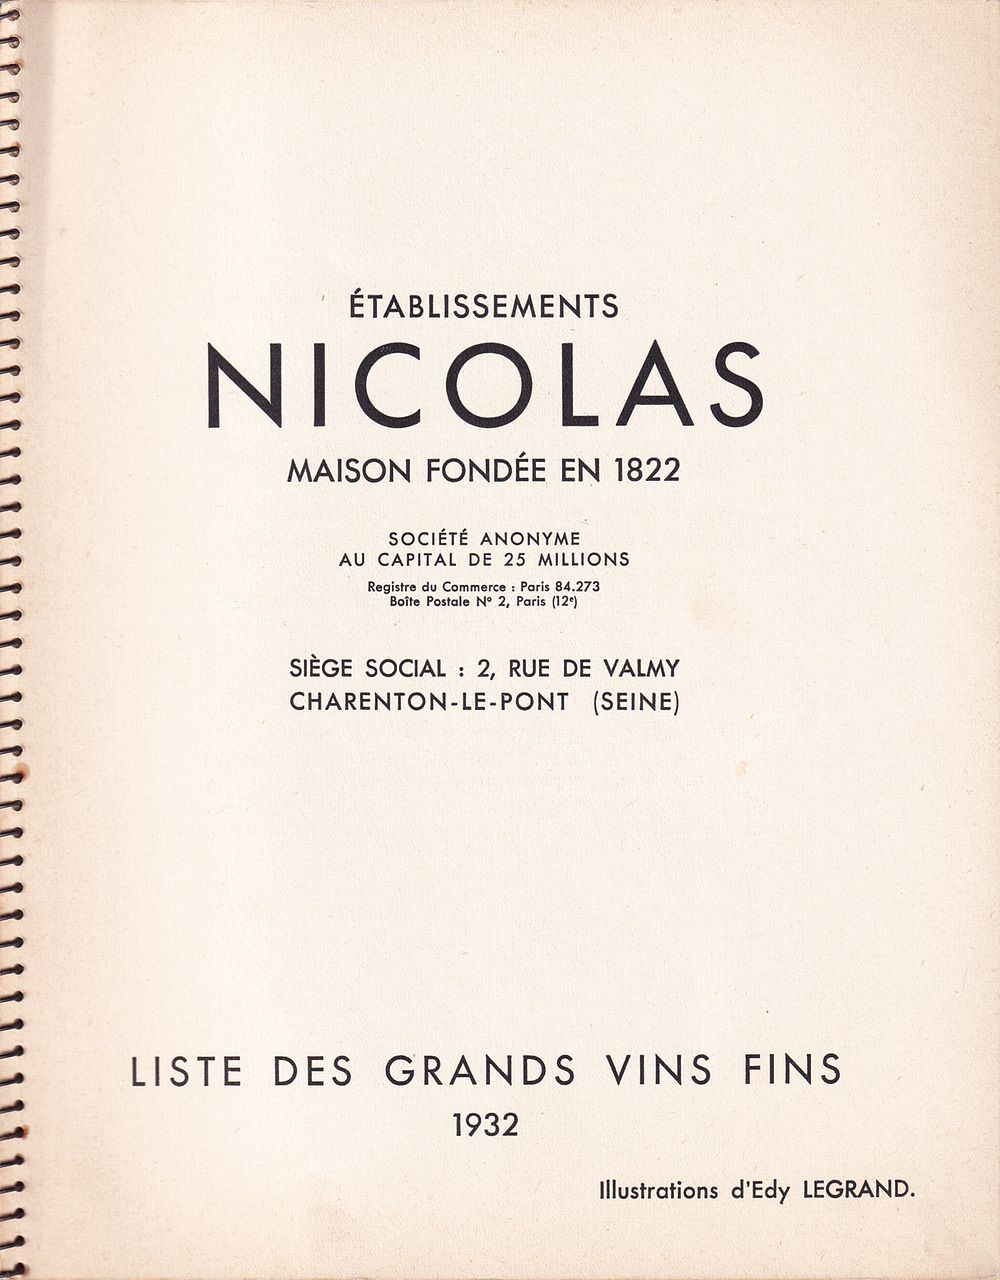 ÉTABLISSEMENTS
NICOLAS
MAISON FONDÉE EN 1822
SOCIÉTÉ ANONYME
AU CAPITAL DE 25 MILLIONS
Registre du Commerce : Paris 84.273
Boîte Postale Nº 2, Paris (12ᵉ)
SIÈGE SOCIAL : 2, RUE DE VALMY
CHARENTON-LE-PONT (SEINE)
LISTE DES GRANDS VINS FINS
1932
Illustrations d'Edy LEGRAND.